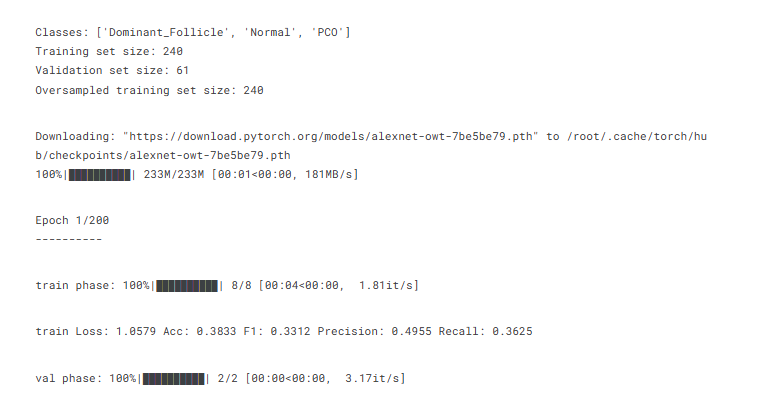 Classes: ['Dominant_Follicle', 'Normal', 'PCO']
Training set size: 240
Validation set size: 61
Oversampled training set size: 240
Downloading: "https://download.pytorch.org/models/alexnet-owt-7be5be79.pth" to /root/.cache/torch/hu
b/checkpoints/alexnet-owt-7be5be79.pth
100%|██████████| 233M/233M [00:01<00:00, 181MB/s]
Epoch 1/200
----------
train phase: 100%|██████████| 8/8 [00:04<00:00,  1.81it/s]
train Loss: 1.0579 Acc: 0.3833 F1: 0.3312 Precision: 0.4955 Recall: 0.3625
val phase: 100%|██████████| 2/2 [00:00<00:00,  3.17it/s]